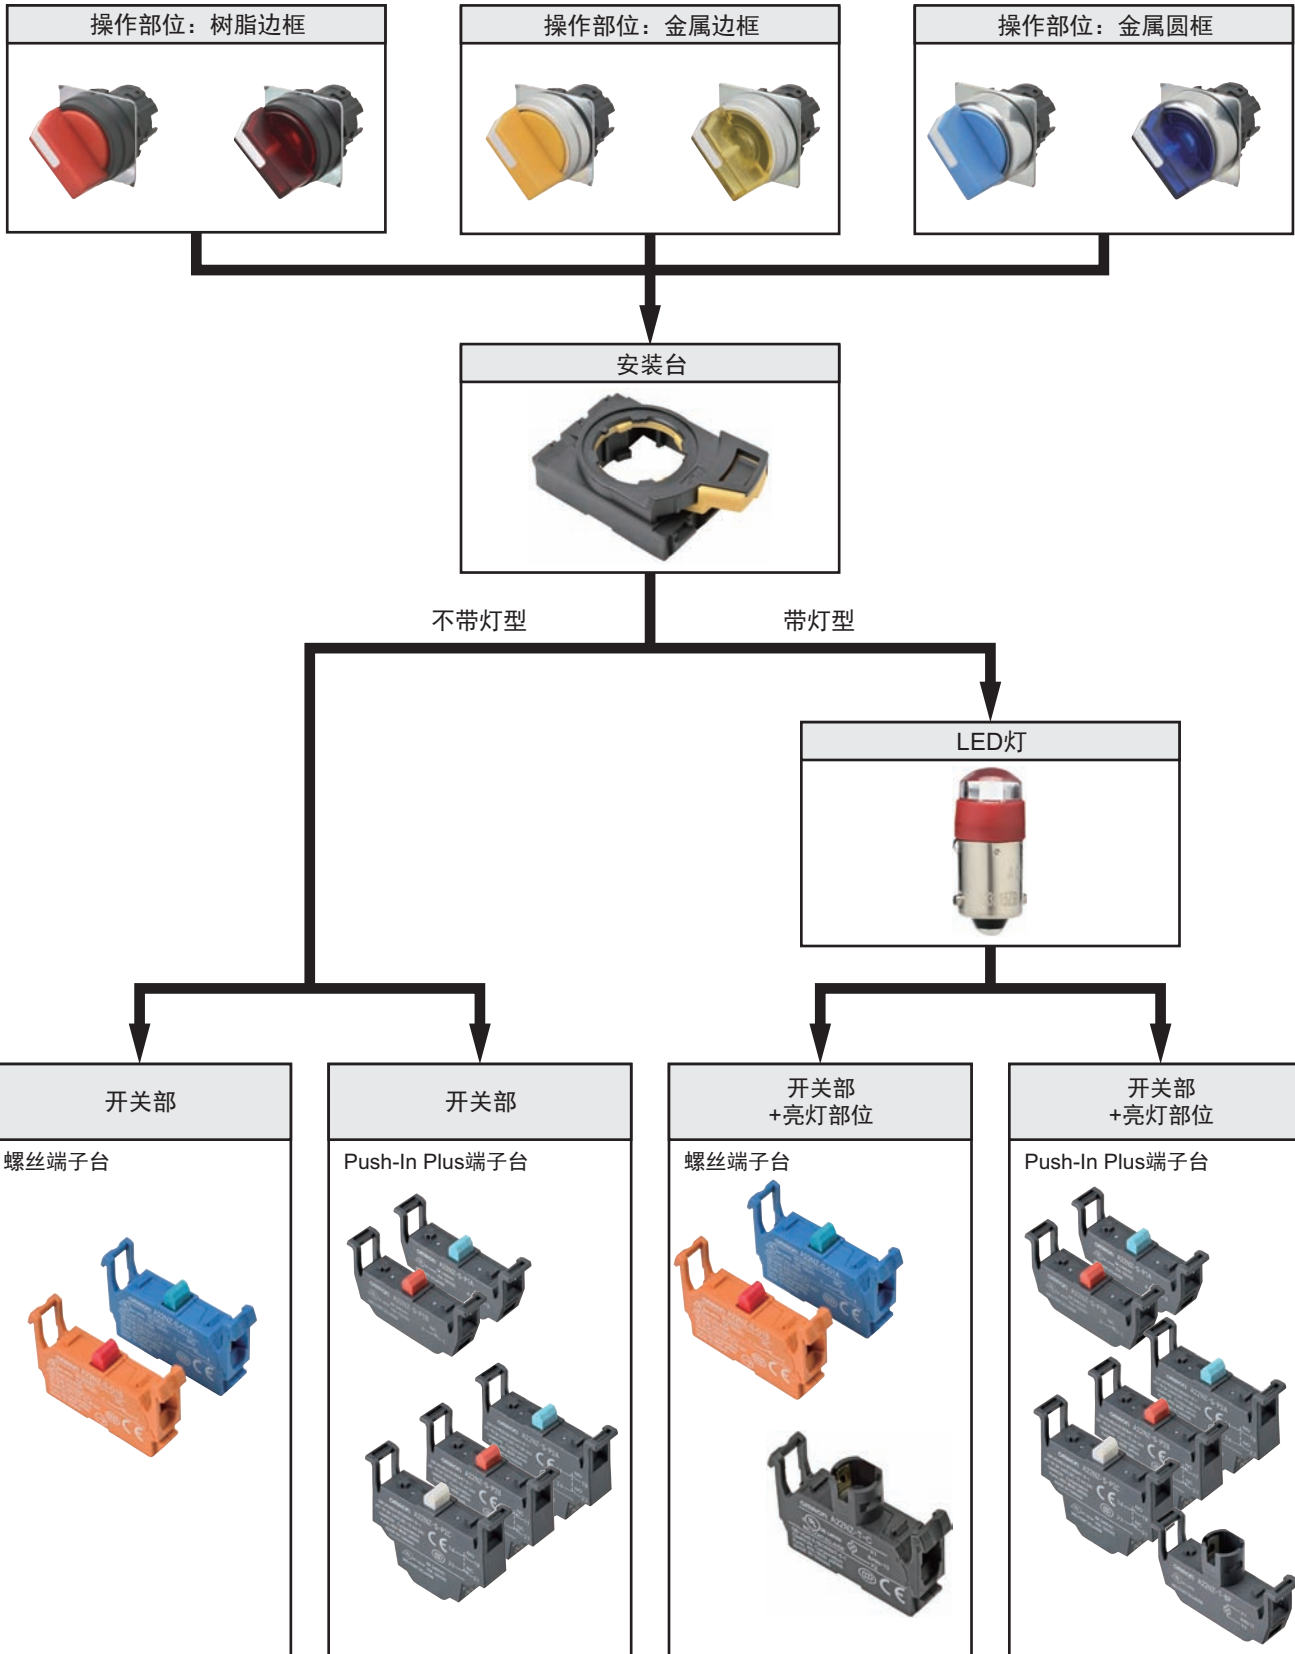 操作部位：树脂边框
操作部位：金属边框
操作部位：金属圆框
安装台
不带灯型
带灯型
LED灯
开关部
开关部
开关部
+亮灯部位
开关部
+亮灯部位
螺丝端子台
Push-In Plus端子台
螺丝端子台
Push-In Plus端子台